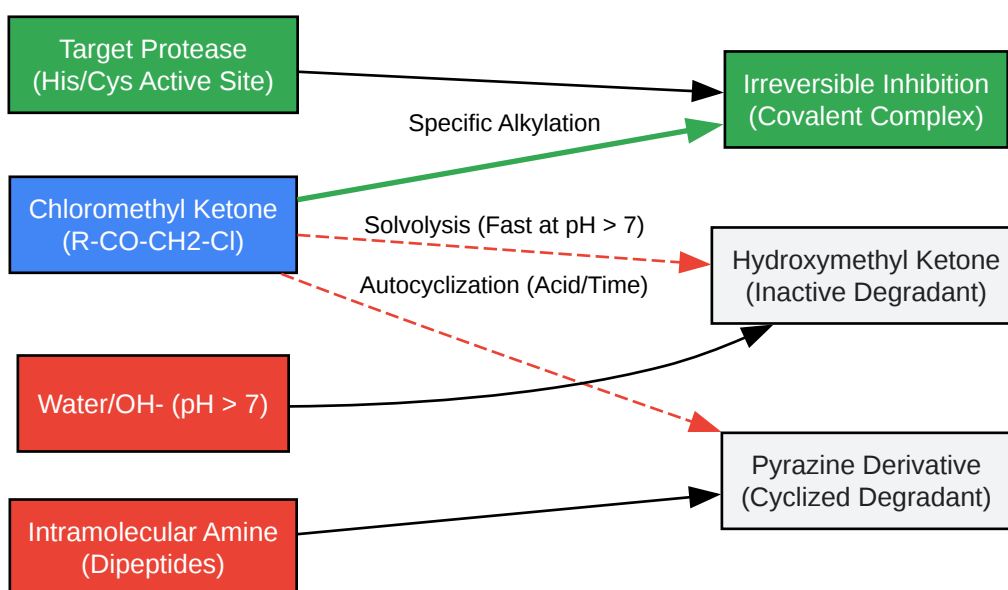 Target Protease
(His/Cys Active Site)
Irreversible Inhibition
(Covalent Complex)
Specific Alkylation
Chloromethyl Ketone
(R-CO-CH2-Cl)
Solvolysis (Fast at pH > 7)
Hydroxymethyl Ketone
(Inactive Degradant)
Autocyclization (Acid/Time)
Water/OH- (pH > 7)
Pyrazine Derivative
(Cyclized Degradant)
Intramolecular Amine
(Dipeptides)